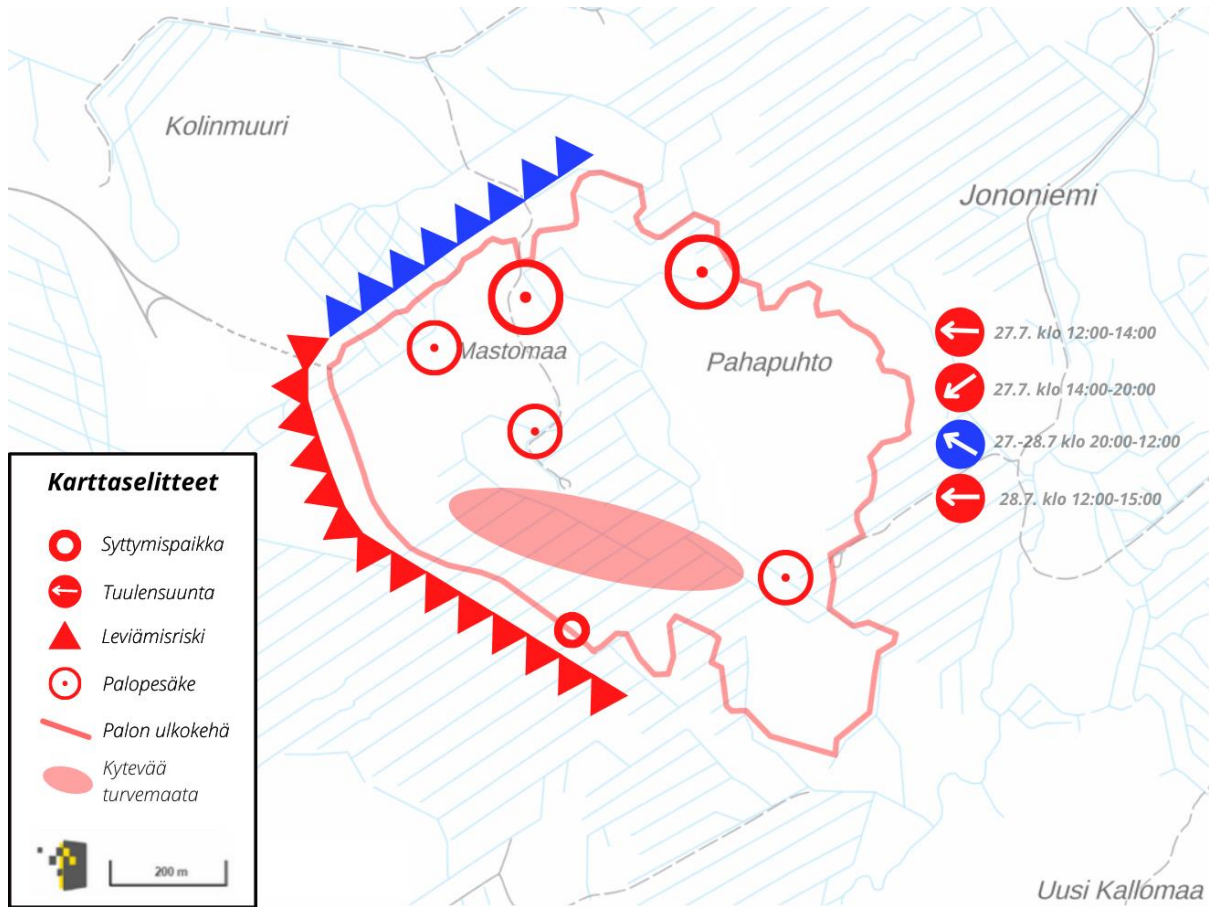 Kolinmuuri
Jononiemi
Mastomaa
Pahapuhto
27.7. klo 12:00-14:00
27.7. klo 14:00-20:00
27.-28.7 klo 20:00-12:00
28.7. klo 12:00-15:00
Karttaselitteet
Syttymispaikka
Tuulensuunta
Leviämisriski
Palopesäke
Palon ulkokehä
Kytevää
turvemaata
200 m
Uusi Kallomaa